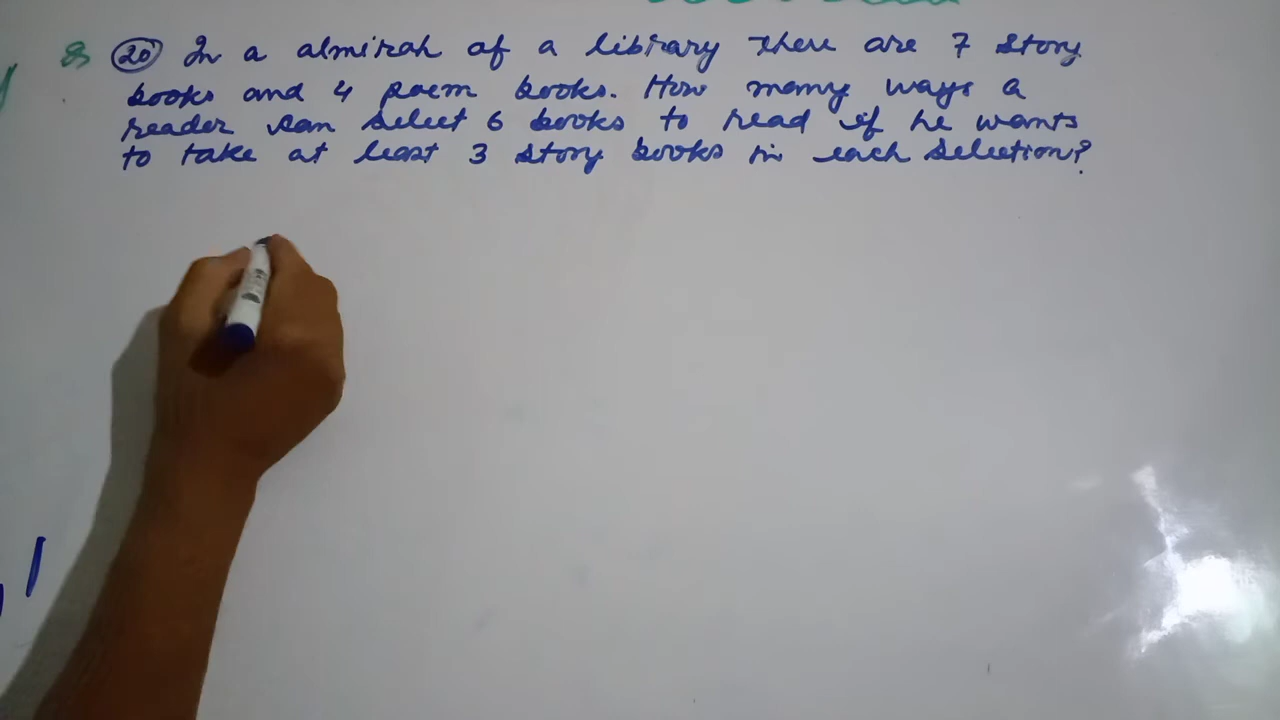 Q (20) In a almirah of a library there are 7 story
books and 4 poem books. How many ways a
reader can select 6 books to read if he wants
to take at least 3 story books in each selection?